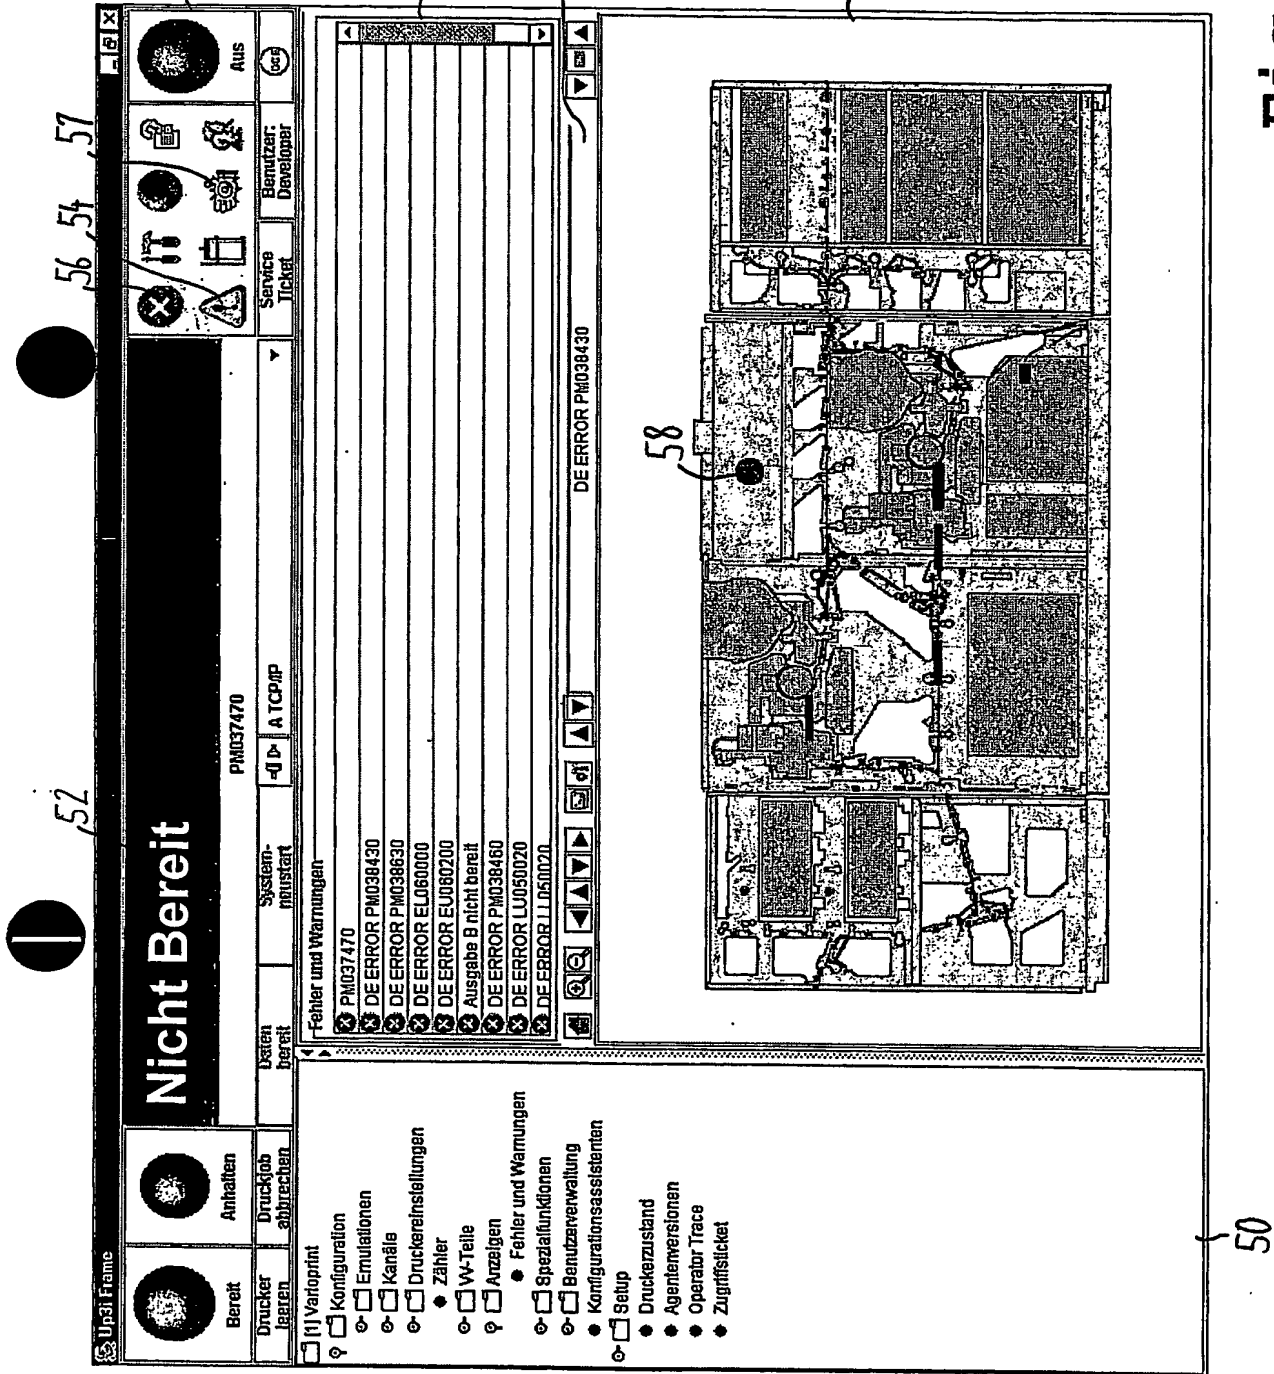 52
56 54 57
Up3i Frame
Bereit
Anhalten
Nicht Bereit
PM037470
Aus
Drucker leeren
Druckjob abbrechen
Daten bereit
System-
neustart
A TCP/IP
Service Ticket
Benutzer:
Developer
OCE
[1] Varioprint
Konfiguration
Emulationen
Kanäle
Druckereinstellungen
Zähler
VV-Teile
Anzeigen
Fehler und Warnungen
Spezialfunktionen
Benutzerverwaltung
Konfigurationsassistenten
Setup
Druckerzustand
Agentenversionen
Operator Trace
Zugriffsticket
Fehler und Warnungen
PM037470
DE ERROR PM038430
DE ERROR PM038630
DE ERROR EL060000
DE ERROR EU060200
Ausgabe B nicht bereit
DE ERROR PM038460
DE ERROR LU050020
DE ERROR LL050020
DE ERROR PM038430
58
50